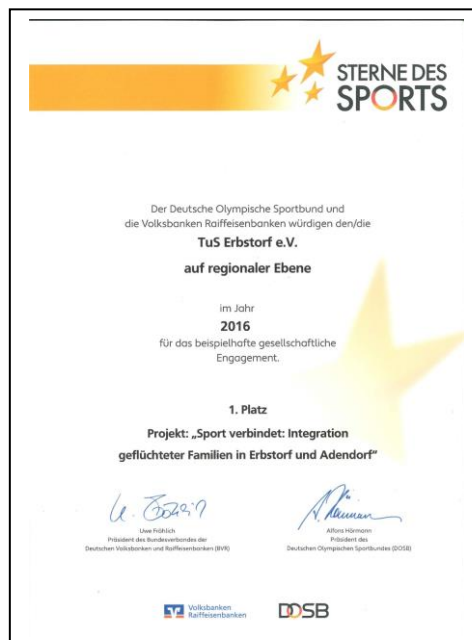 STERNE DES
SPORTS
Der Deutsche Olympische Sportbund und
die Volksbanken Raiffeisenbanken würdigen den/die
TuS Erbstorf e.V.
auf regionaler Ebene
im Jahr
2016
für das beispielhafte gesellschaftliche
Engagement.
1. Platz
Projekt: „Sport verbindet: Integration
geflüchteter Familien in Erbstorf und Adendorf“
Uwe Fröhlich
Präsident des Bundesverbandes der
Deutschen Volksbanken und Raiffeisenbanken (BVR)
Alfons Hörmann
Präsident des
Deutschen Olympischen Sportbundes (DOSB)
Volksbanken
Raiffeisenbanken
DOSB